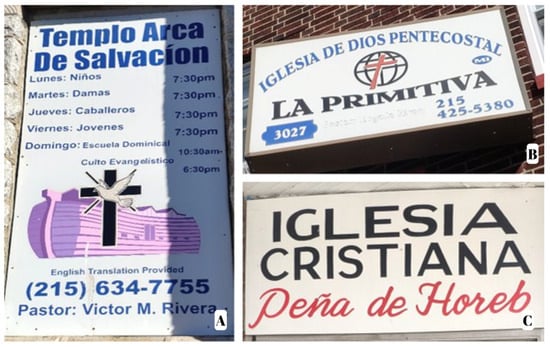 Templo Arca
De Salvacion
Lunes: Niños 7:30pm
Martes: Damas 7:30pm
Jueves: Caballeros 7:30pm
Viernes: Jovenes 7:30pm
Domingo: Escuela Dominical
10:30am-
Culto Evangelístico
6:30pm
English Translation Provided
(215) 634-7755
Pastor: Victor M. Rivera
A
IGLESIA DE DIOS PENTECOSTAL
MI
LA PRIMITIVA
3027
215
425-5380
B
IGLESIA
CRISTIANA
Peña de Horeb
C